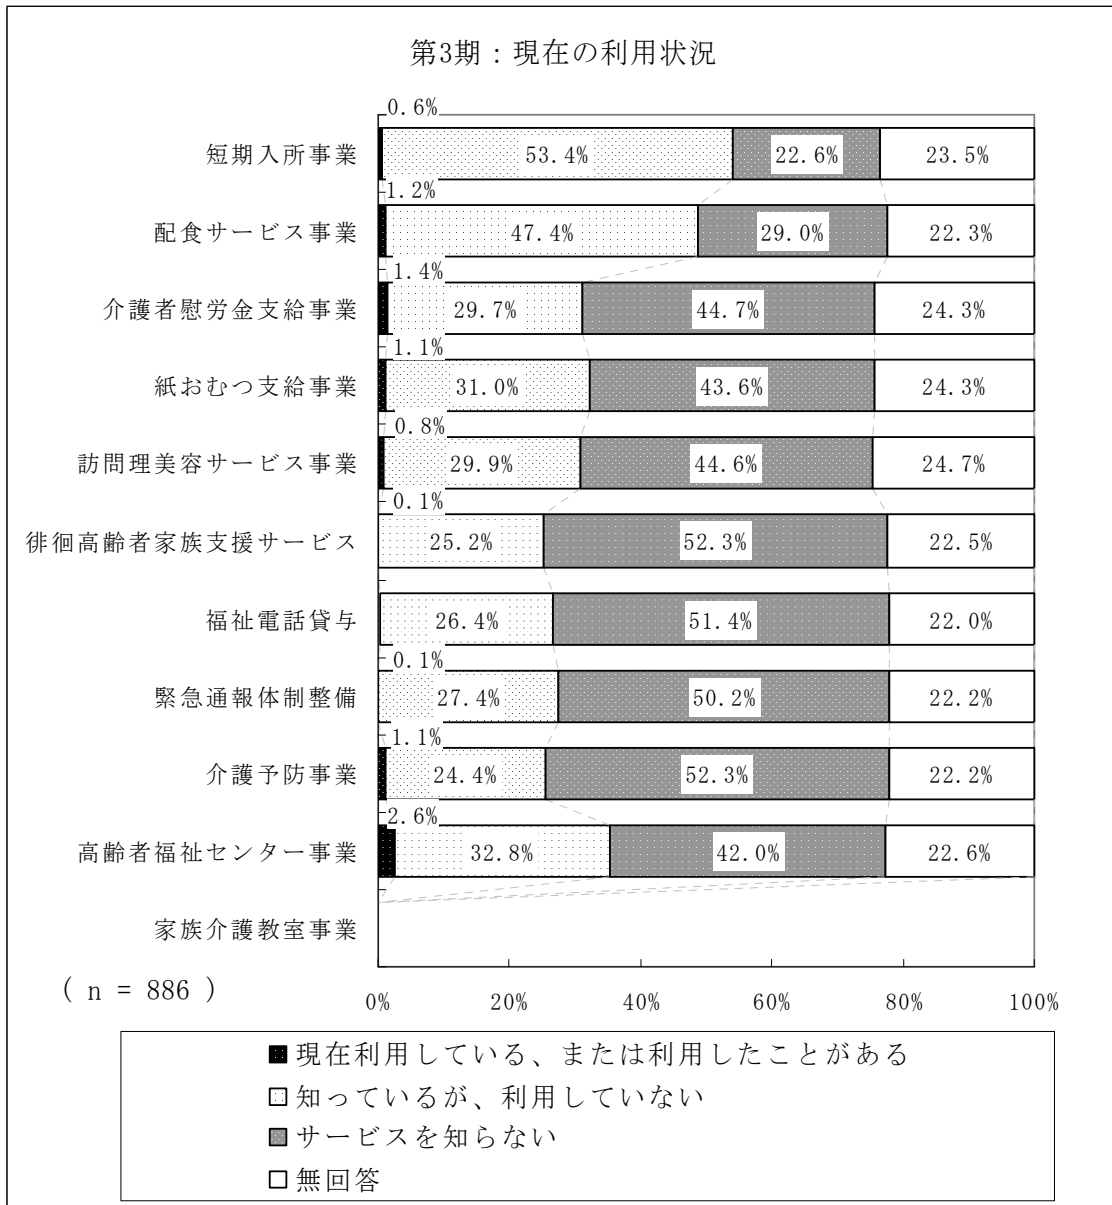 第3期：現在の利用状況
0.6%
短期入所事業 53.4% 22.6% 23.5%
1.2%
配食サービス事業 47.4% 29.0% 22.3%
1.4%
介護者慰労金支給事業 29.7% 44.7% 24.3%
1.1%
紙おむつ支給事業 31.0% 43.6% 24.3%
0.8%
訪問理美容サービス事業 29.9% 44.6% 24.7%
0.1%
徘徊高齢者家族支援サービス 25.2% 52.3% 22.5%
福祉電話貸与 26.4% 51.4% 22.0%
0.1%
緊急通報体制整備 27.4% 50.2% 22.2%
1.1%
介護予防事業 24.4% 52.3% 22.2%
2.6%
高齢者福祉センター事業 32.8% 42.0% 22.6%
家族介護教室事業
( n = 886 )
0% 20% 40% 60% 80% 100%
現在利用している、または利用したことがある
知っているが、利用していない
サービスを知らない
無回答